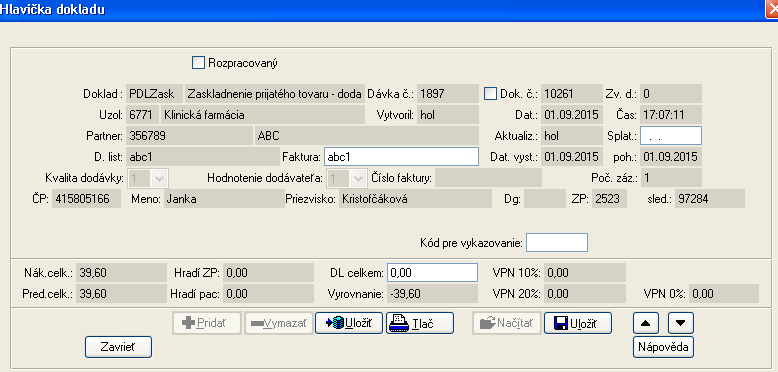 Hlavička dokladu
Rozpracovaný
Doklad : PDLZask Zaskladnenie prijatého tovaru - doda Dávka č.: 1897 Dok. č.: 10261 Zv. d.: 0
Uzol: 6771 Klinická farmácia Vytvoril: hol Dat.: 01.09.2015 Čas: 17:07:11
Partner: 356789 ABC Aktualiz.: hol Splat.: . .
D. list: abc1 Faktura: abc1 Dat. vyst.: 01.09.2015 poh.: 01.09.2015
Kvalita dodávky: 1 Hodnotenie dodávateľa: 1 Číslo faktury: Poč. záz.: 1
ČP: 415805166 Meno: Janka Priezvisko: Kristofčáková Dg: ZP: 2523 sled.: 97284
Kód pre vykazovanie:
Nák.celk.: 39,60 Hradí ZP: 0,00 DL celkem: 0,00 VPN 10%: 0,00
Pred.celk.: 39,60 Hradí pac: 0,00 Vyrovnanie: -39,60 VPN 20%: 0,00 VPN 0%: 0,00
Pridať Vymazať Uložiť Tlač Načítať Uložiť
Zavrieť Nápověda